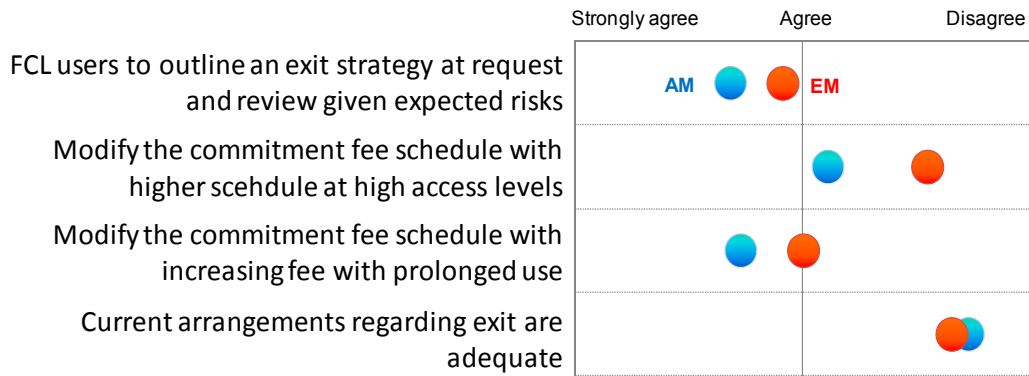 Strongly agree Agree Disagree
FCL users to outline an exit strategy at request
and review given expected risks
AM EM
Modify the commitment fee schedule with
higher scehdule at high access levels
Modify the commitment fee schedule with
increasing fee with prolonged use
Current arrangements regarding exit are
adequate